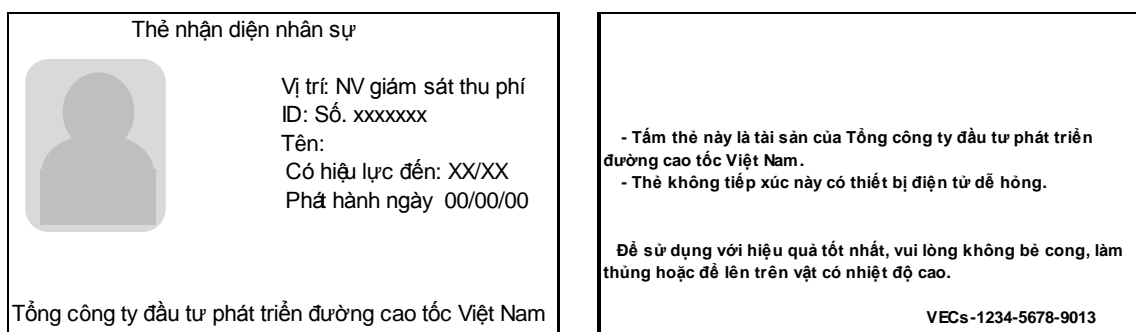 Thẻ nhận diện nhân sự
Vị trí: NV giám sát thu phí
ID: Số. xxxxxxx
Tên:
Có hiệu lực đến: XX/XX
Phát hành ngày 00/00/00
Tổng công ty đầu tư phát triển đường cao tốc Việt Nam
- Tấm thẻ này là tài sản của Tổng công ty đầu tư phát triển
đường cao tốc Việt Nam.
- Thẻ không tiếp xúc này có thiết bị điện tử dễ hỏng.
Để sử dụng với hiệu quả tốt nhất, vui lòng không bẻ cong, làm
thủng hoặc để lên trên vật có nhiệt độ cao.
VECs-1234-5678-9013